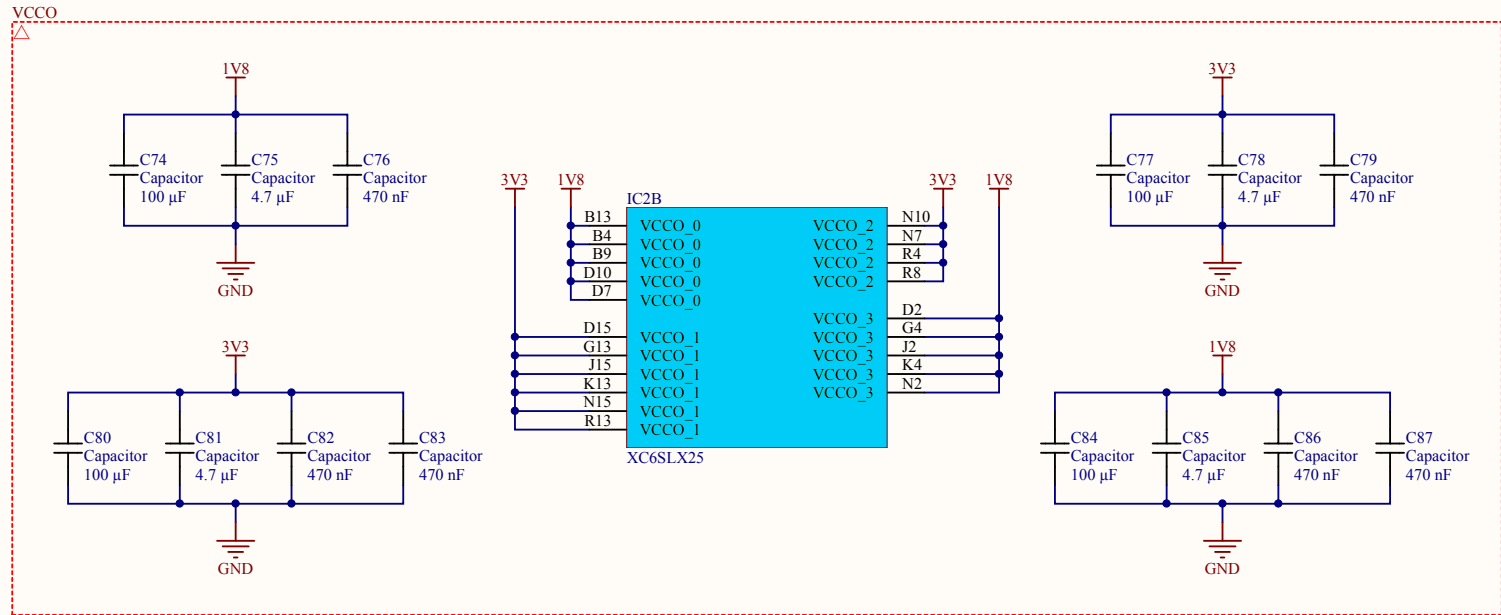 VCCO
1V8
C74
Capacitor
100 µF
C75
Capacitor
4.7 µF
C76
Capacitor
470 nF
GND
3V3
C77
Capacitor
100 µF
C78
Capacitor
4.7 µF
C79
Capacitor
470 nF
GND
3V3
1V8
3V3
1V8
IC2B
B13 VCCO_0
B4 VCCO_0
B9 VCCO_0
D10 VCCO_0
D7 VCCO_0
D15 VCCO_1
G13 VCCO_1
J15 VCCO_1
K13 VCCO_1
N15 VCCO_1
R13 VCCO_1
VCCO_2 N10
VCCO_2 N7
VCCO_2 R4
VCCO_2 R8
VCCO_3 D2
VCCO_3 G4
VCCO_3 J2
VCCO_3 K4
VCCO_3 N2
XC6SLX25
3V3
C80
Capacitor
100 µF
C81
Capacitor
4.7 µF
C82
Capacitor
470 nF
C83
Capacitor
470 nF
GND
1V8
C84
Capacitor
100 µF
C85
Capacitor
4.7 µF
C86
Capacitor
470 nF
C87
Capacitor
470 nF
GND